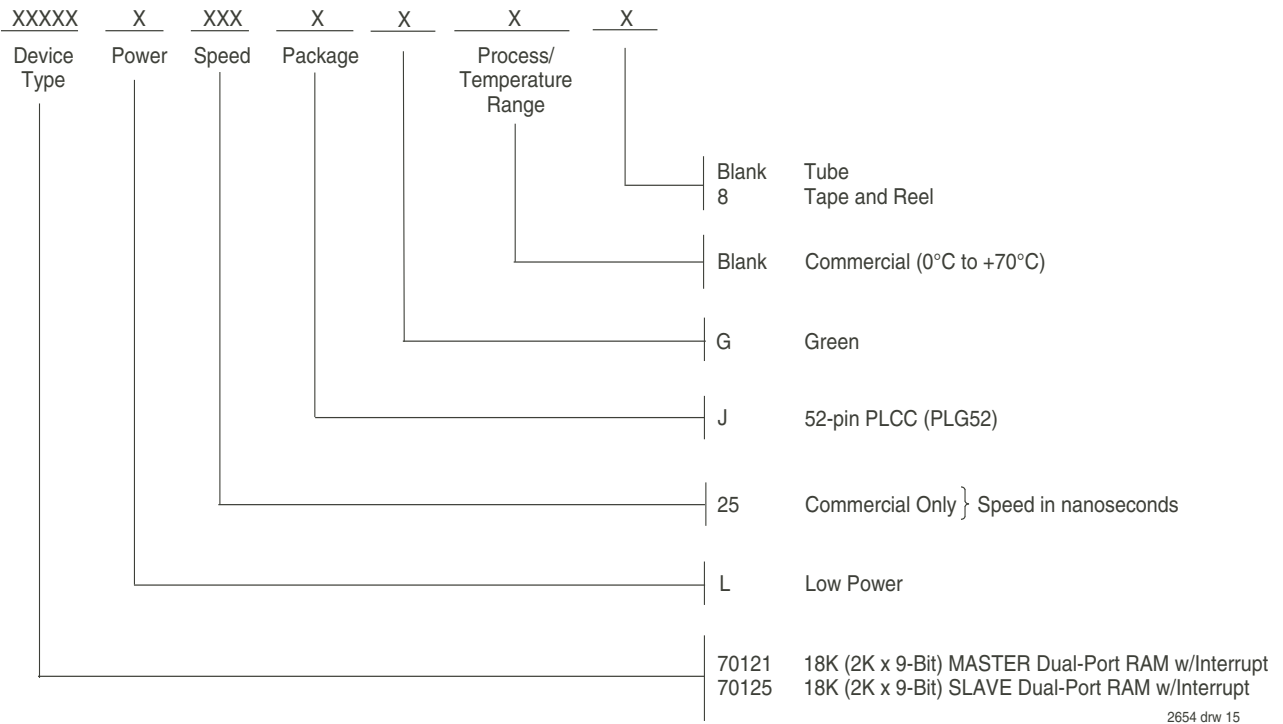 XXXXX X XXX X X X X
Device Type Power Speed Package Process/ Temperature Range
Blank Tube
8 Tape and Reel
Blank Commercial (0°C to +70°C)
G Green
J 52-pin PLCC (PLG52)
25 Commercial Only } Speed in nanoseconds
L Low Power
70121 18K (2K x 9-Bit) MASTER Dual-Port RAM w/Interrupt
70125 18K (2K x 9-Bit) SLAVE Dual-Port RAM w/Interrupt
2654 drw 15